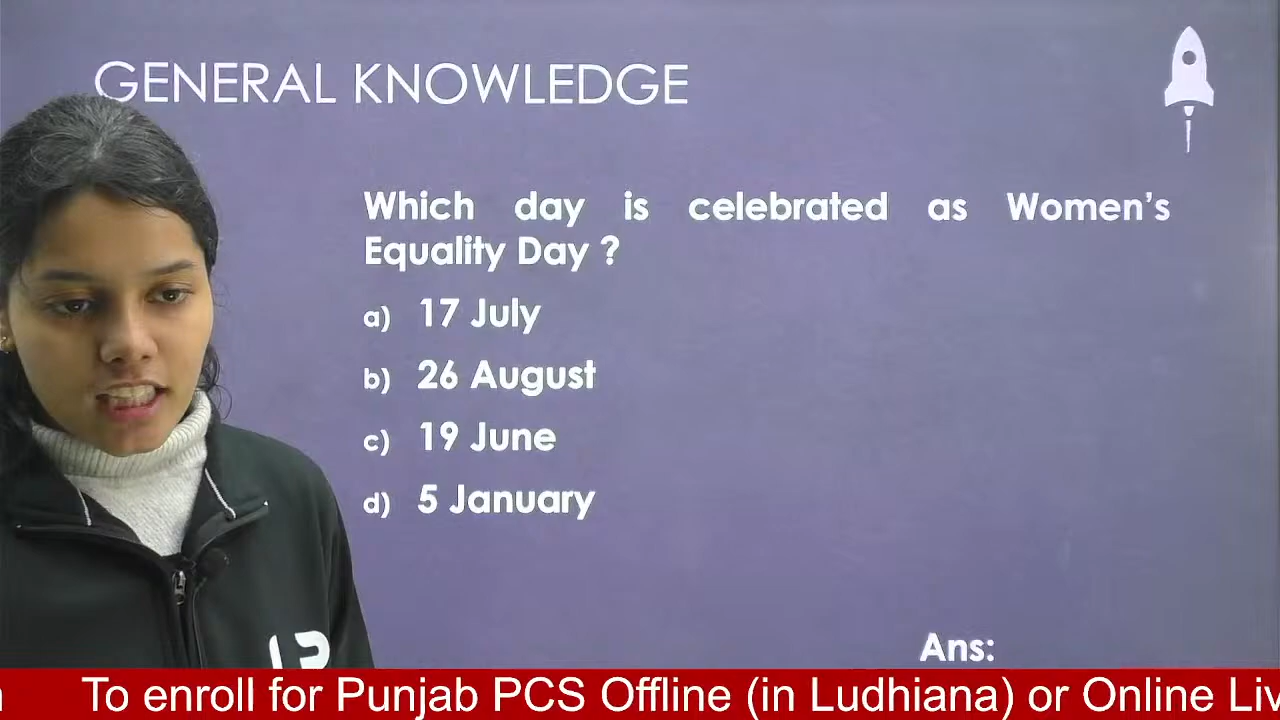 GENERAL KNOWLEDGE
Which day is celebrated as Women's
Equality Day ?
a) 17 July
b) 26 August
c) 19 June
d) 5 January
Ans:
To enroll for Punjab PCS Offline (in Ludhiana) or Online